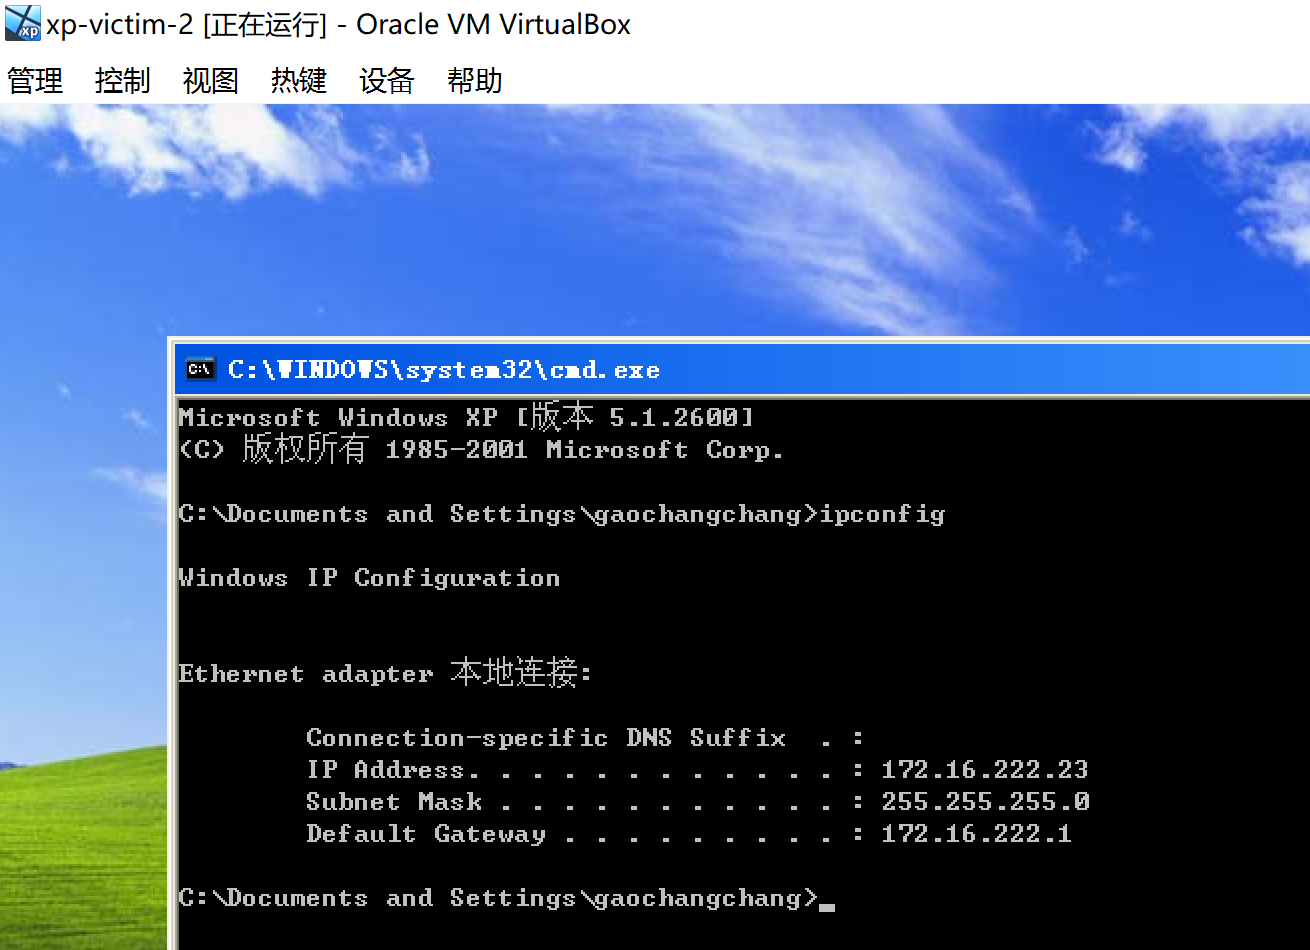 xp-victim-2 [正在运行] - Oracle VM VirtualBox
管理 控制 视图 热键 设备 帮助
C:\WINDOWS\system32\cmd.exe
Microsoft Windows XP [版本 5.1.2600]
(C) 版权所有 1985-2001 Microsoft Corp.
C:\Documents and Settings\gaochangchang>ipconfig
Windows IP Configuration
Ethernet adapter 本地连接:
Connection-specific DNS Suffix  . :
IP Address. . . . . . . . . . . . : 172.16.222.23
Subnet Mask . . . . . . . . . . . : 255.255.255.0
Default Gateway . . . . . . . . . : 172.16.222.1
C:\Documents and Settings\gaochangchang>_